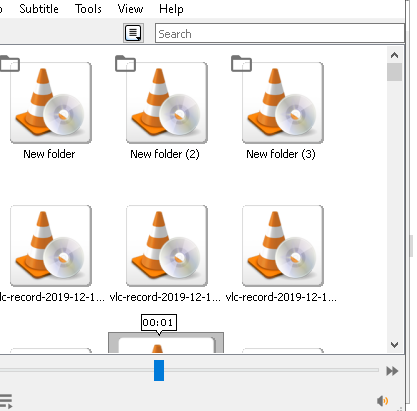 Subtitle Tools View Help
Search
New folder New folder (2) New folder (3)
lc-record-2019-12-1... vlc-record-2019-12-1... vlc-record-2019-12-1...
00:01